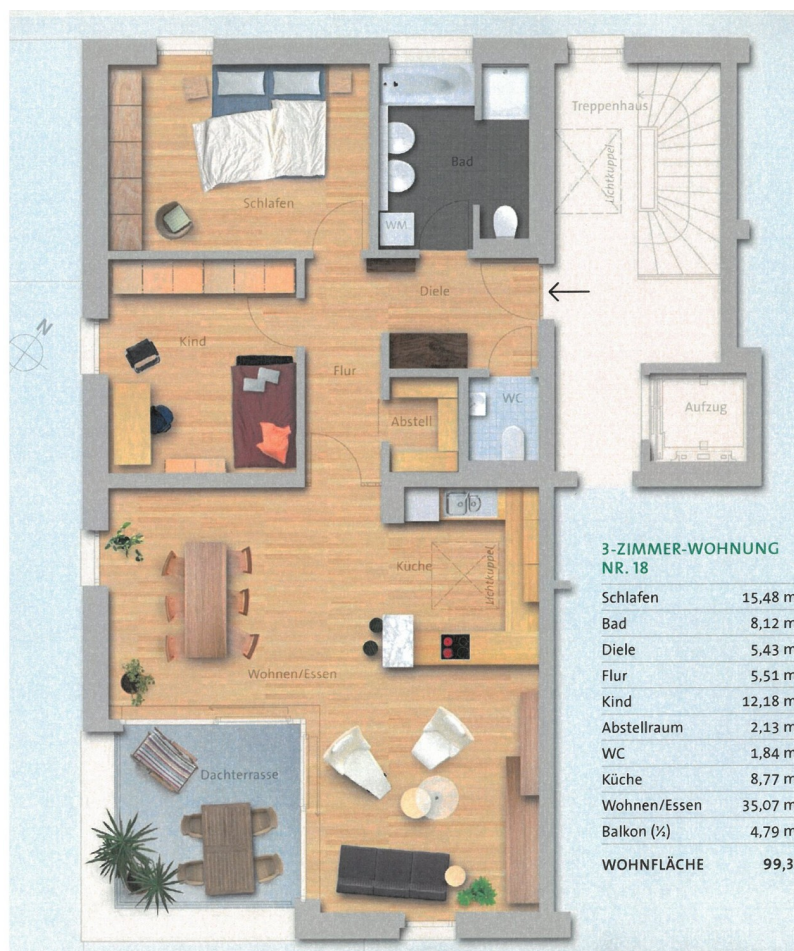 Treppenhaus
Lichtkuppel
Bad
Schlafen
WM
Diele
N
Kind
Flur
WC
Abstell
Aufzug
Küche
Lichtkuppel
Wohnen/Essen
Dachterrasse
3-ZIMMER-WOHNUNG
NR. 18
Schlafen 15,48 m
Bad 8,12 m
Diele 5,43 m
Flur 5,51 m
Kind 12,18 m
Abstellraum 2,13 m
WC 1,84 m
Küche 8,77 m
Wohnen/Essen 35,07 m
Balkon (½) 4,79 m
WOHNFLÄCHE 99,3